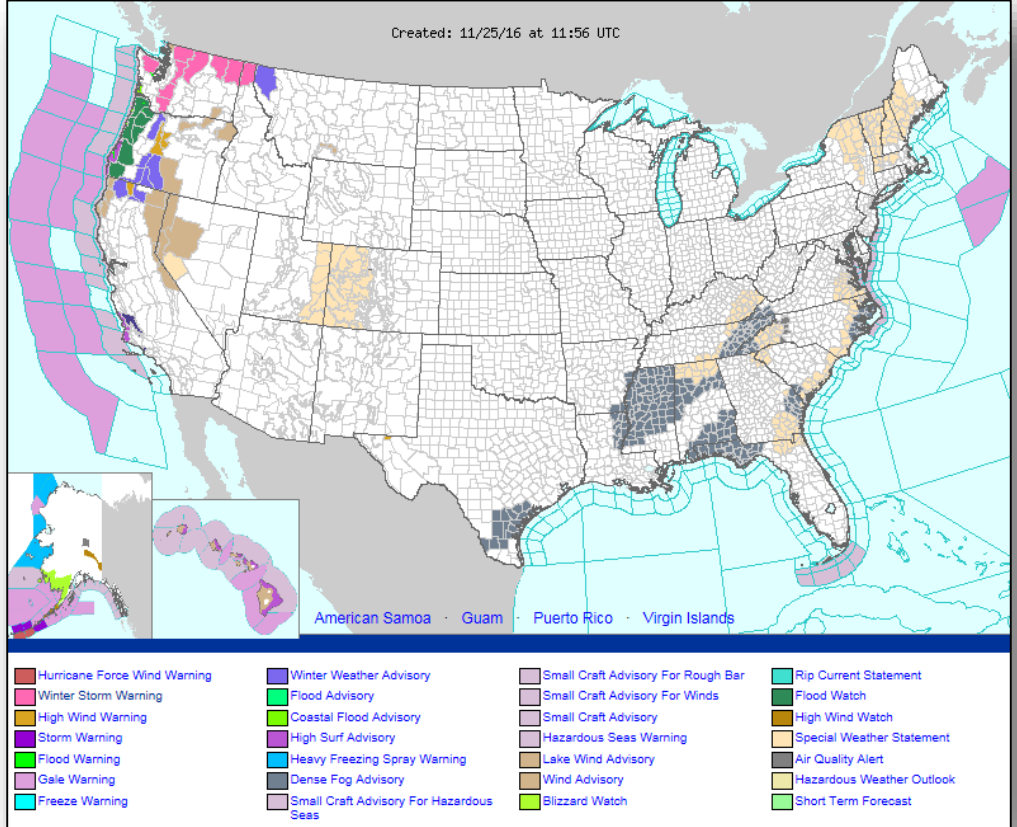 Created: 11/25/16 at 11:56 UTC
American Samoa · Guam · Puerto Rico · Virgin Islands
Hurricane Force Wind Warning
Winter Storm Warning
High Wind Warning
Storm Warning
Flood Warning
Gale Warning
Freeze Warning
Winter Weather Advisory
Flood Advisory
Coastal Flood Advisory
High Surf Advisory
Heavy Freezing Spray Warning
Dense Fog Advisory
Small Craft Advisory For Hazardous
Seas
Small Craft Advisory For Rough Bar
Small Craft Advisory For Winds
Small Craft Advisory
Hazardous Seas Warning
Lake Wind Advisory
Wind Advisory
Blizzard Watch
Rip Current Statement
Flood Watch
High Wind Watch
Special Weather Statement
Air Quality Alert
Hazardous Weather Outlook
Short Term Forecast